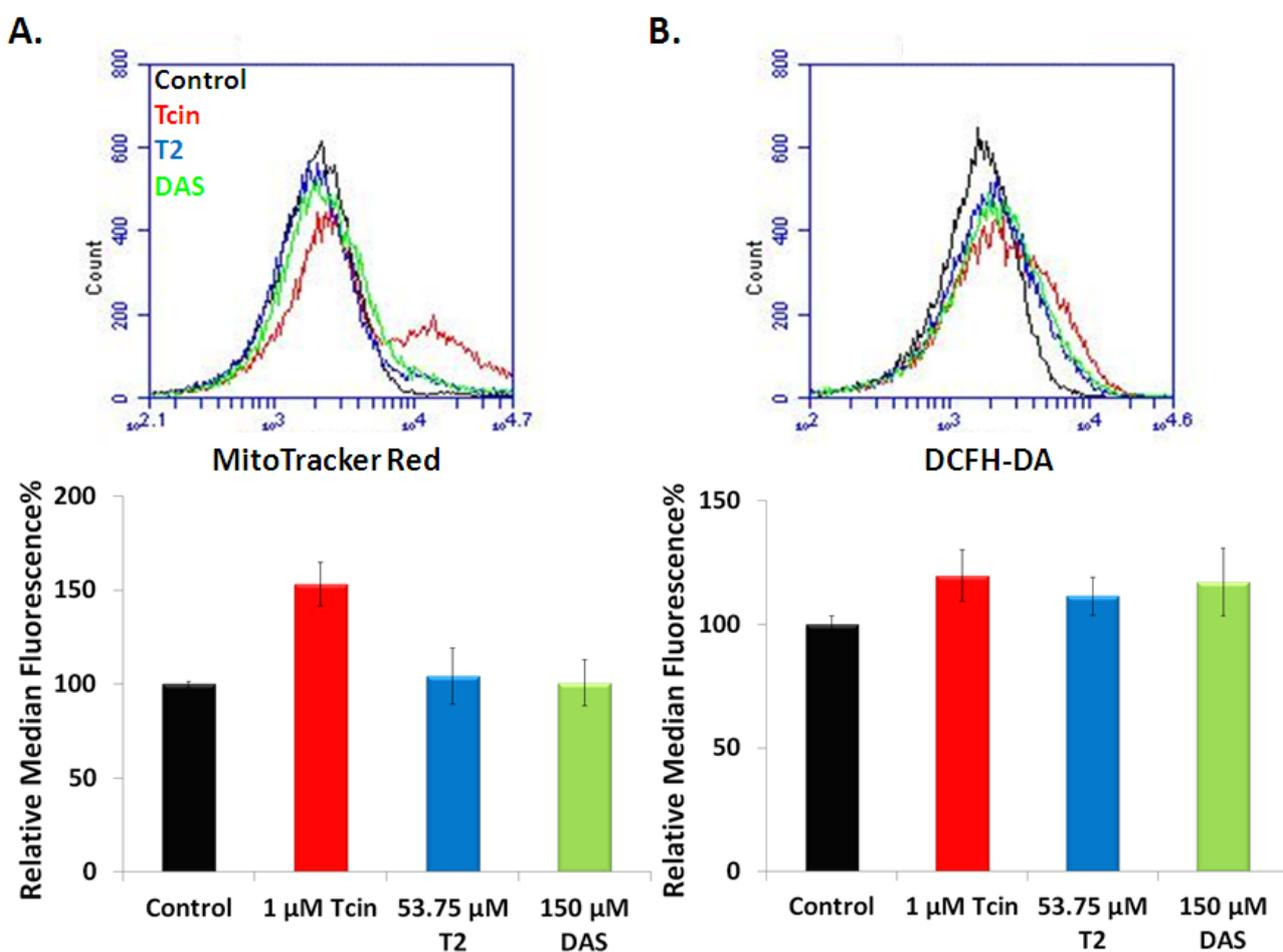 A.
800
600
400
200
0
Count
Control
Tcin
T2
DAS
10^2.1
10^3
10^4
10^4.7
MitoTracker Red
B.
800
600
400
200
0
Count
10^2
10^3
10^4
10^4.6
DCFH-DA
Relative Median Fluorescence%
200
150
100
50
0
Control
1 µM Tcin
53.75 µM
T2
150 µM
DAS
Relative Median Fluorescence%
150
100
50
0
Control
1 µM Tcin
53.75 µM
T2
150 µM
DAS